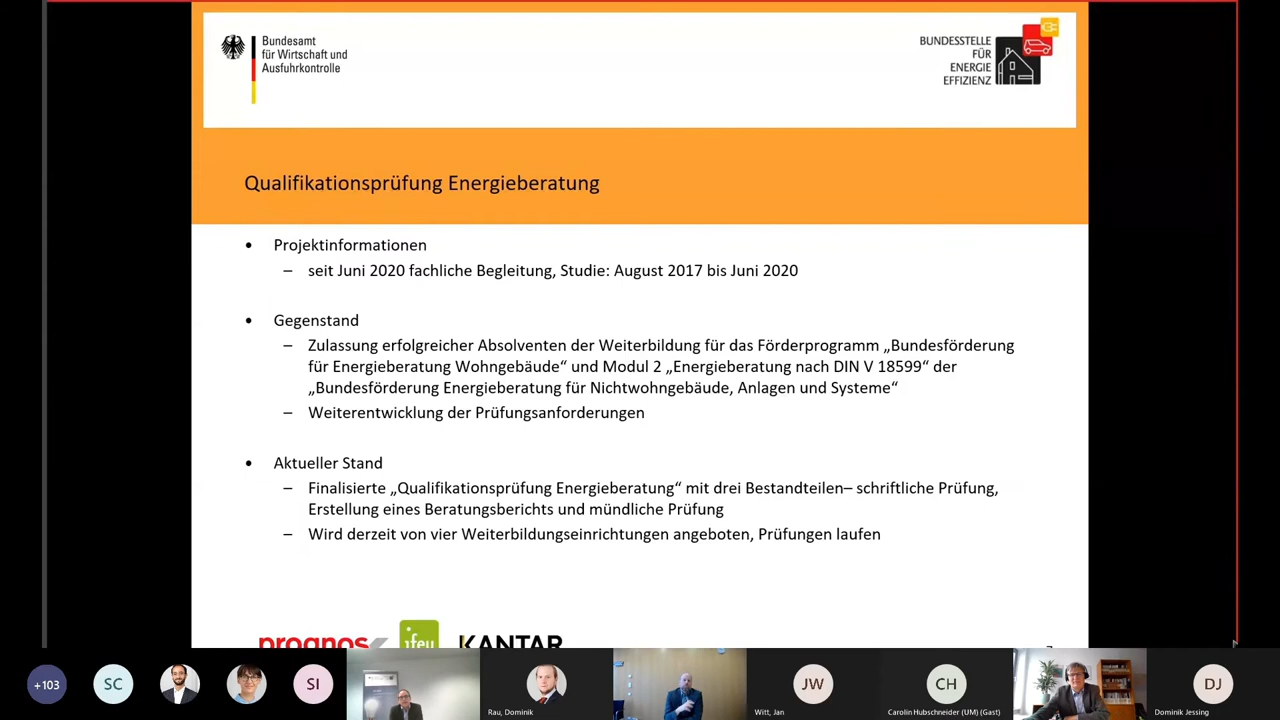 Bundesamt
für Wirtschaft und
Ausfuhrkontrolle
BUNDESSTELLE
FÜR
ENERGIE
EFFIZIENZ
Qualifikationsprüfung Energieberatung
• Projektinformationen
– seit Juni 2020 fachliche Begleitung, Studie: August 2017 bis Juni 2020
• Gegenstand
– Zulassung erfolgreicher Absolventen der Weiterbildung für das Förderprogramm „Bundesförderung
für Energieberatung Wohngebäude“ und Modul 2 „Energieberatung nach DIN V 18599“ der
„Bundesförderung Energieberatung für Nichtwohngebäude, Anlagen und Systeme“
– Weiterentwicklung der Prüfungsanforderungen
• Aktueller Stand
– Finalisierte „Qualifikationsprüfung Energieberatung“ mit drei Bestandteilen– schriftliche Prüfung,
Erstellung eines Beratungsberichts und mündliche Prüfung
– Wird derzeit von vier Weiterbildungseinrichtungen angeboten, Prüfungen laufen
prognos ifeu KANTAR
+103 SC SI JW CH DJ
Rau, Dominik Witt, Jan Carolin Hubschneider (UM) (Gast) Dominik Jessing